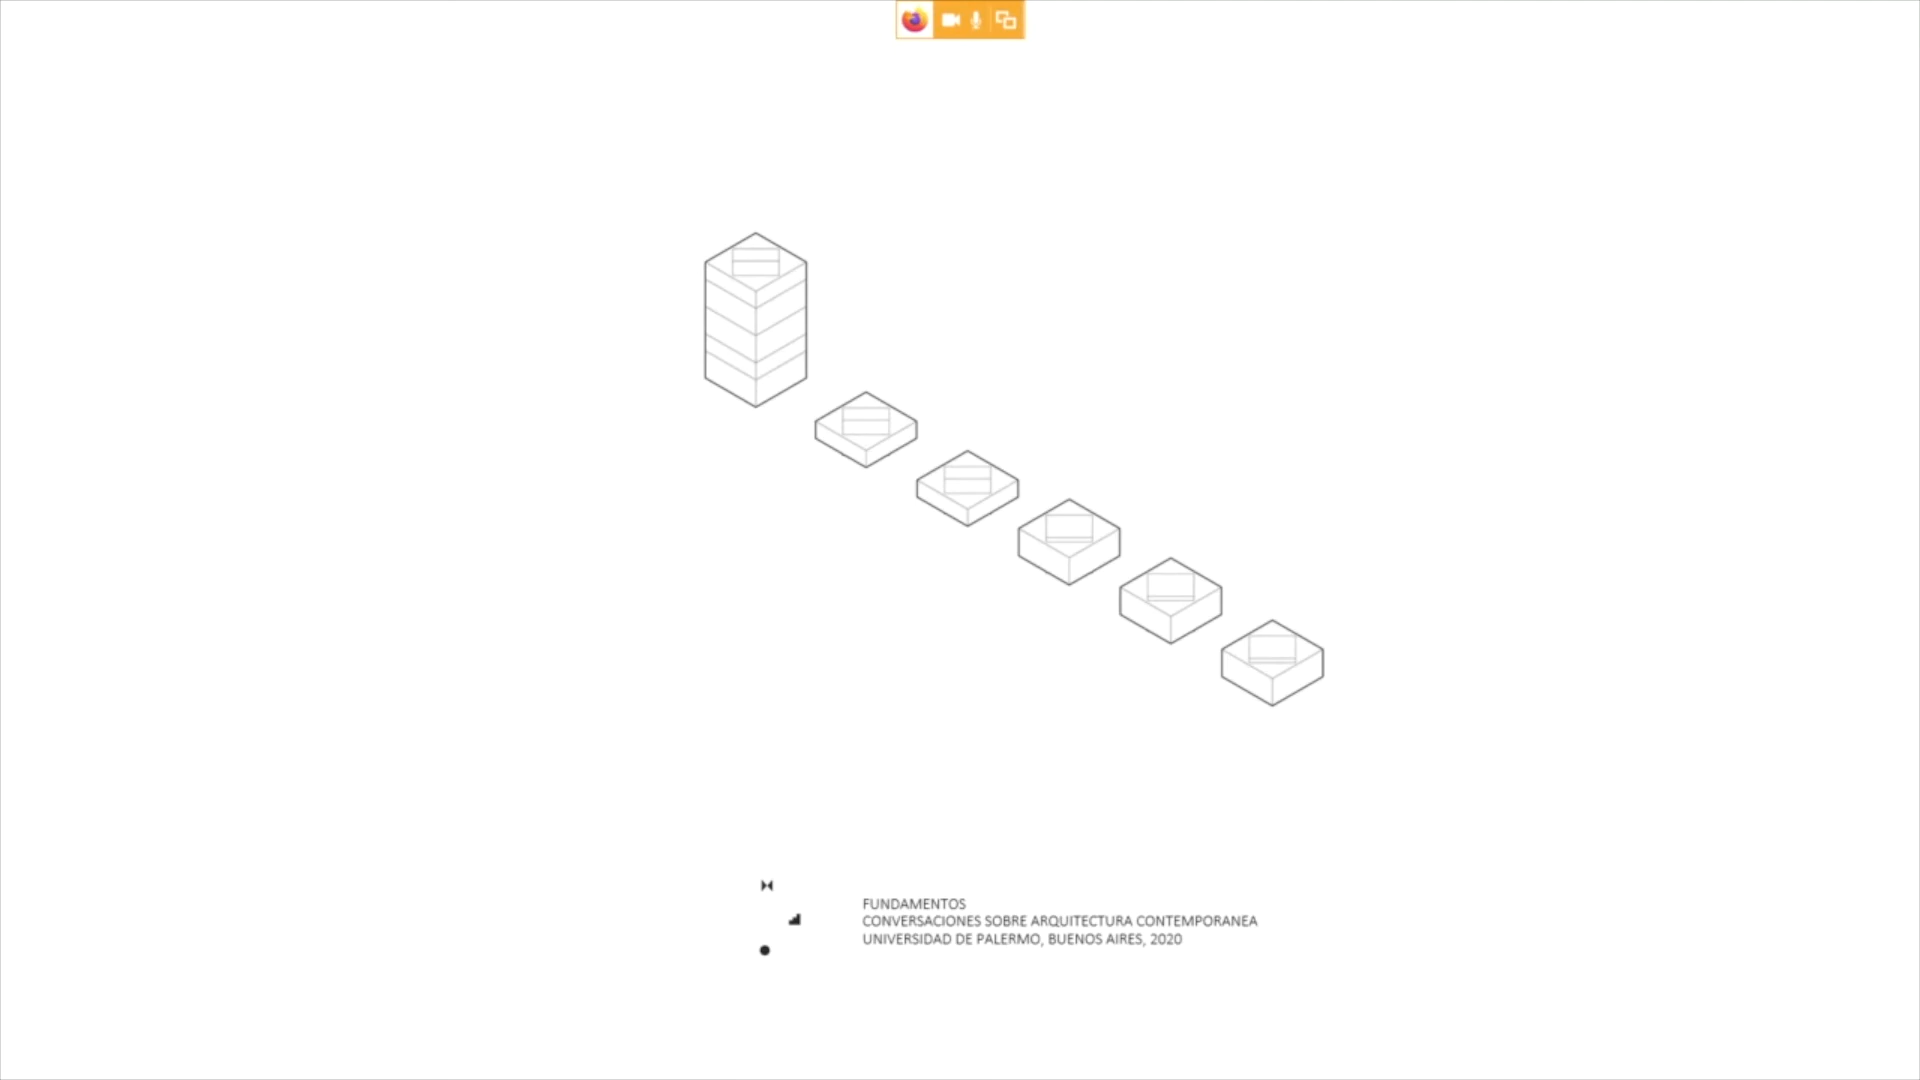 FUNDAMENTOS
CONVERSACIONES SOBRE ARQUITECTURA CONTEMPORANEA
UNIVERSIDAD DE PALERMO, BUENOS AIRES, 2020